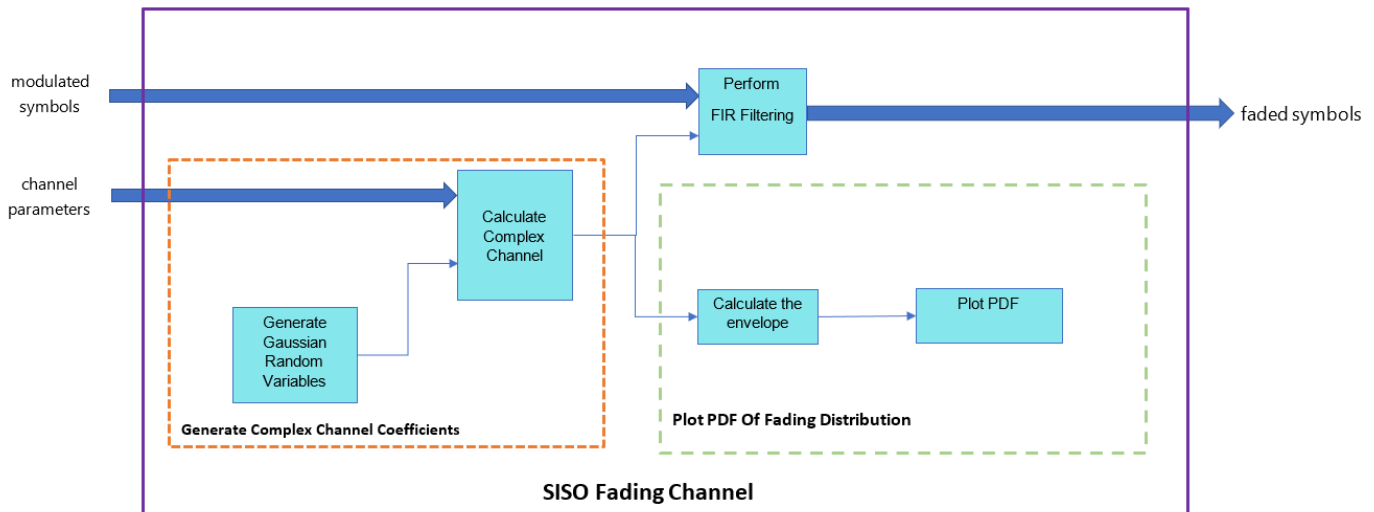 modulated
symbols
Perform
FIR Filtering
faded symbols
channel
parameters
Calculate
Complex
Channel
Generate
Gaussian
Random
Variables
Generate Complex Channel Coefficients
Calculate the
envelope
Plot PDF
Plot PDF Of Fading Distribution
SISO Fading Channel